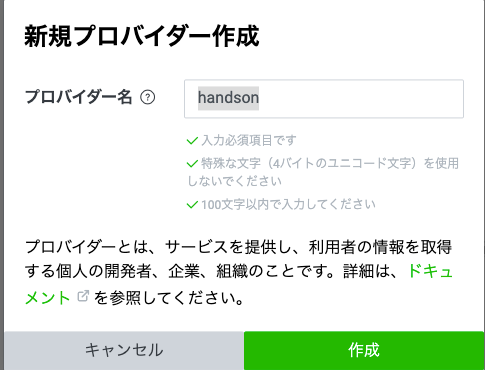 新規プロバイダー作成
プロバイダー名 ?
handson
入力必須項目です
特殊な文字（4バイトのユニコード文字）を使用
しないでください
100文字以内で入力してください
プロバイダーとは、サービスを提供し、利用者の情報を取得
する個人の開発者、企業、組織のことです。詳細は、ドキュ
メント を参照してください。
キャンセル
作成